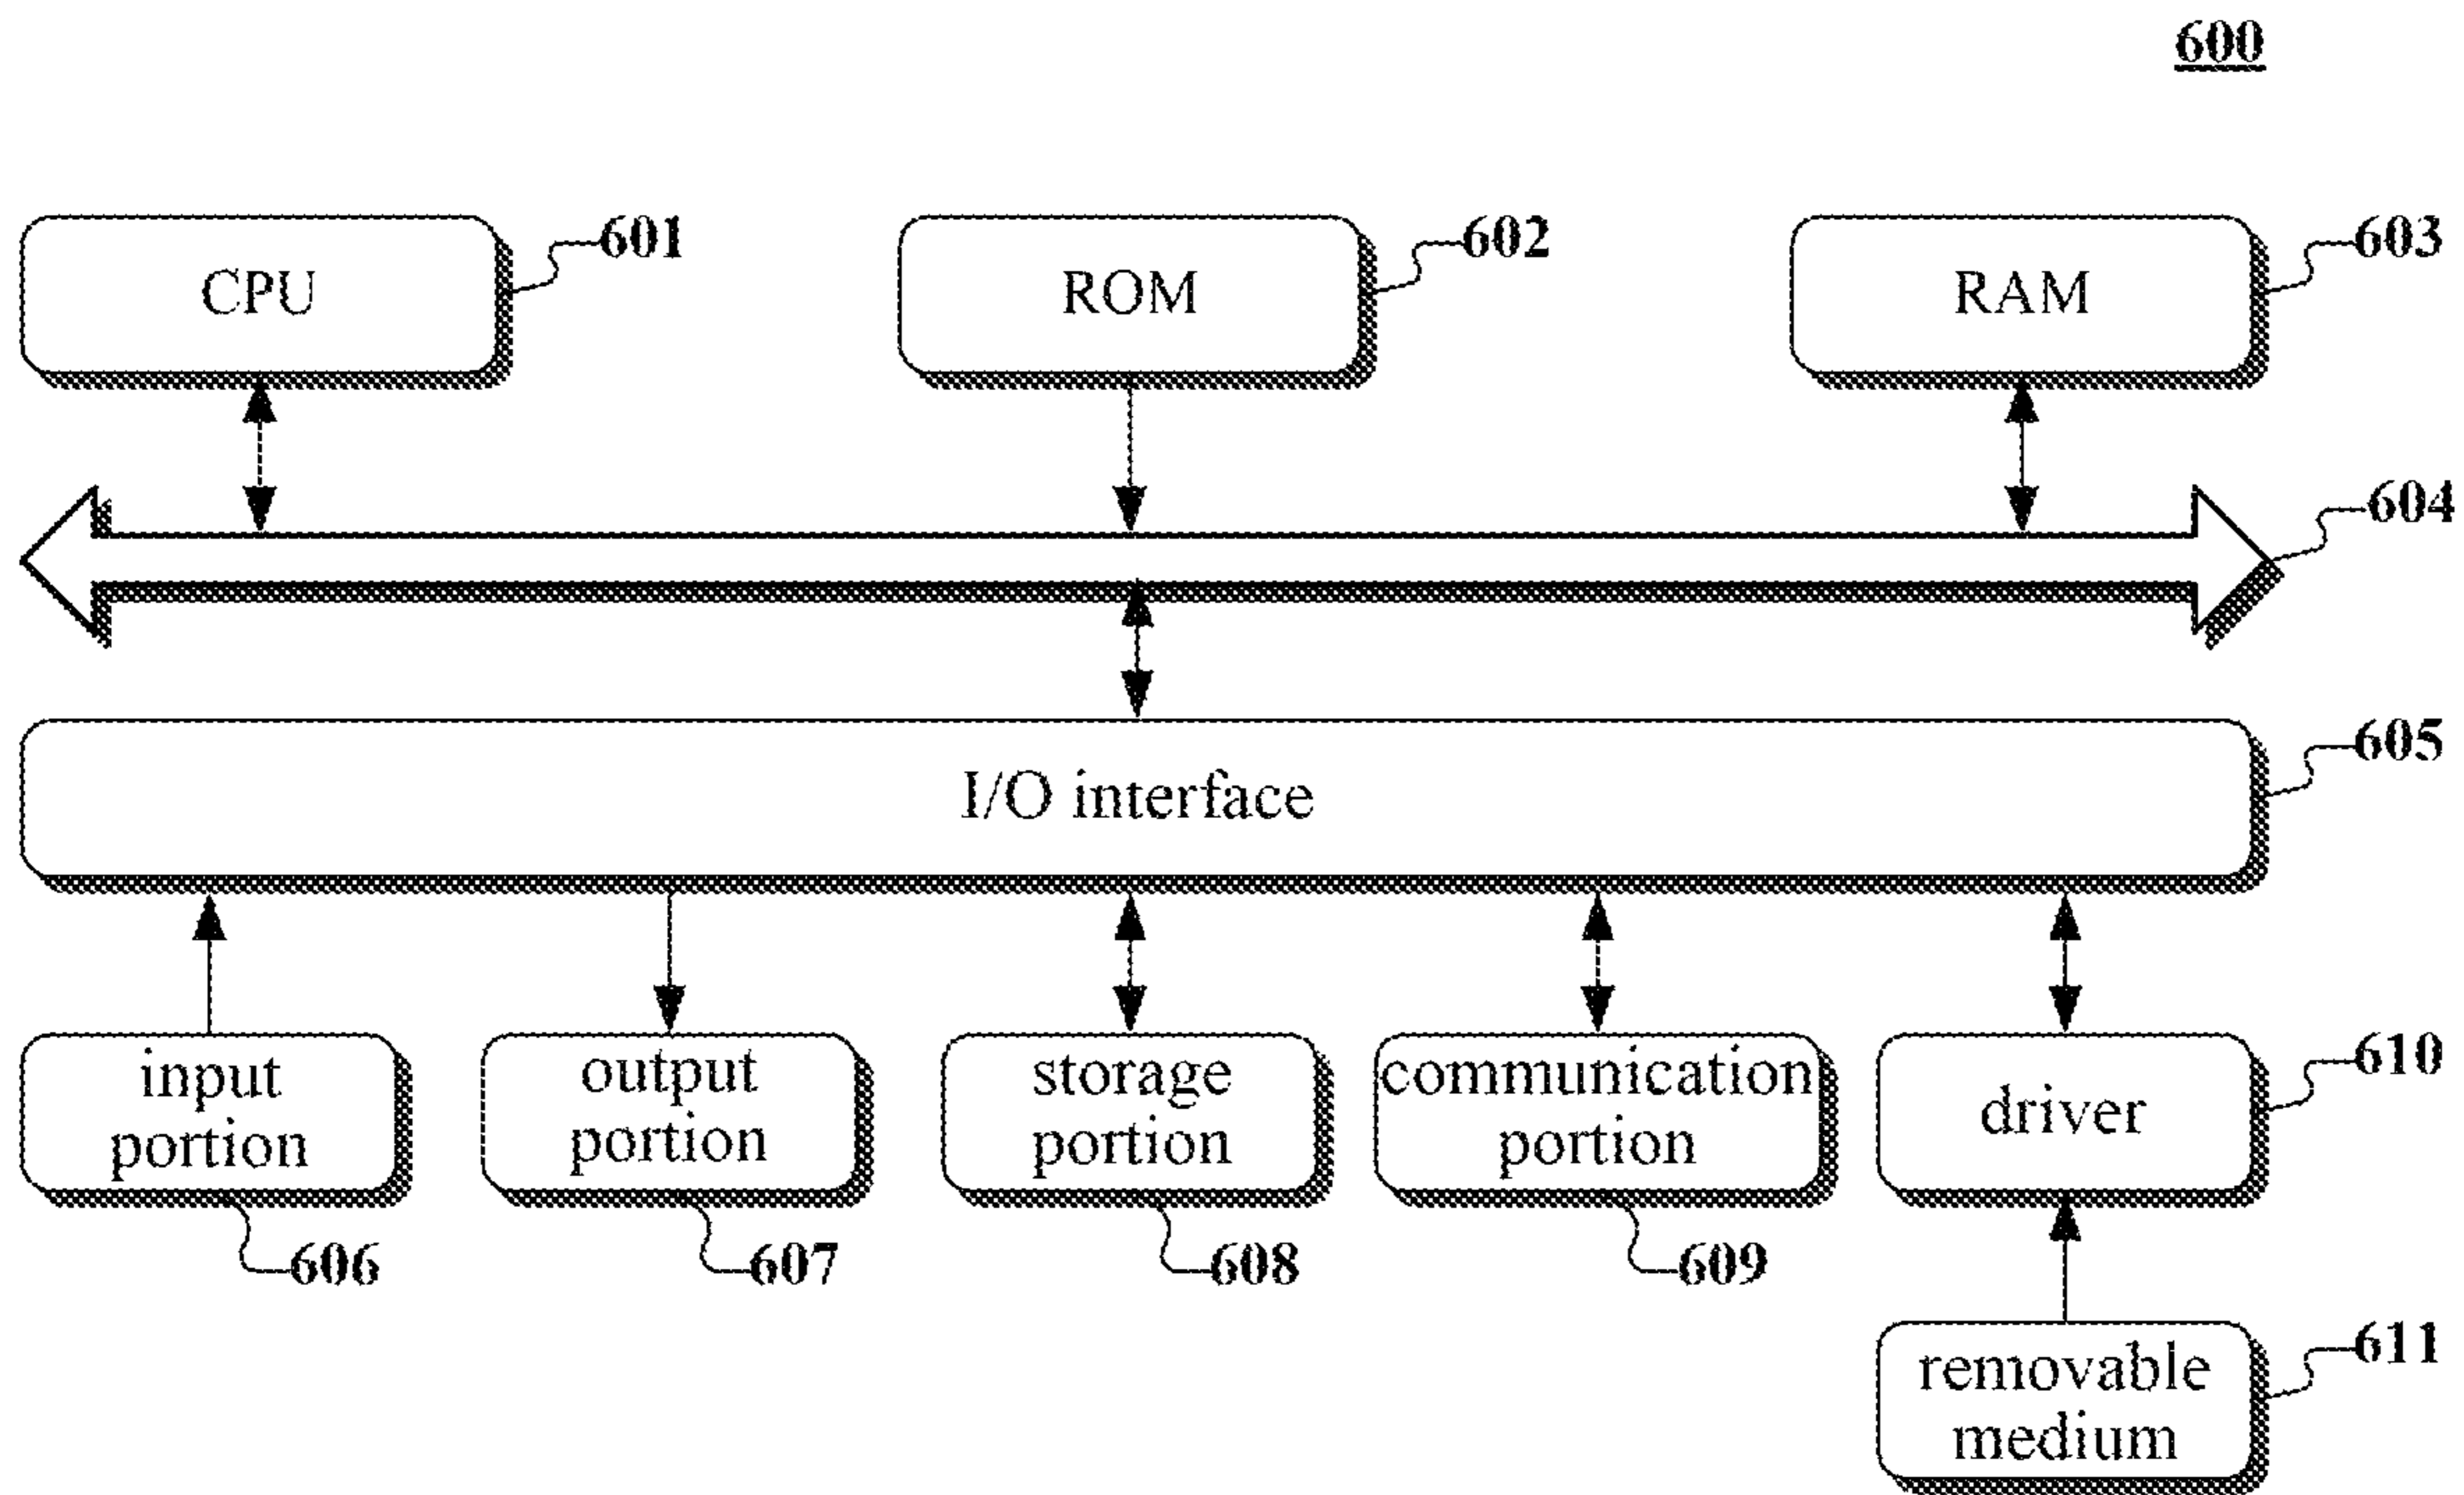 600
CPU
601
ROM
602
RAM
603
604
I/O interface
605
input
portion
606
output
portion
607
storage
portion
608
communication
portion
609
driver
610
removable
medium
611